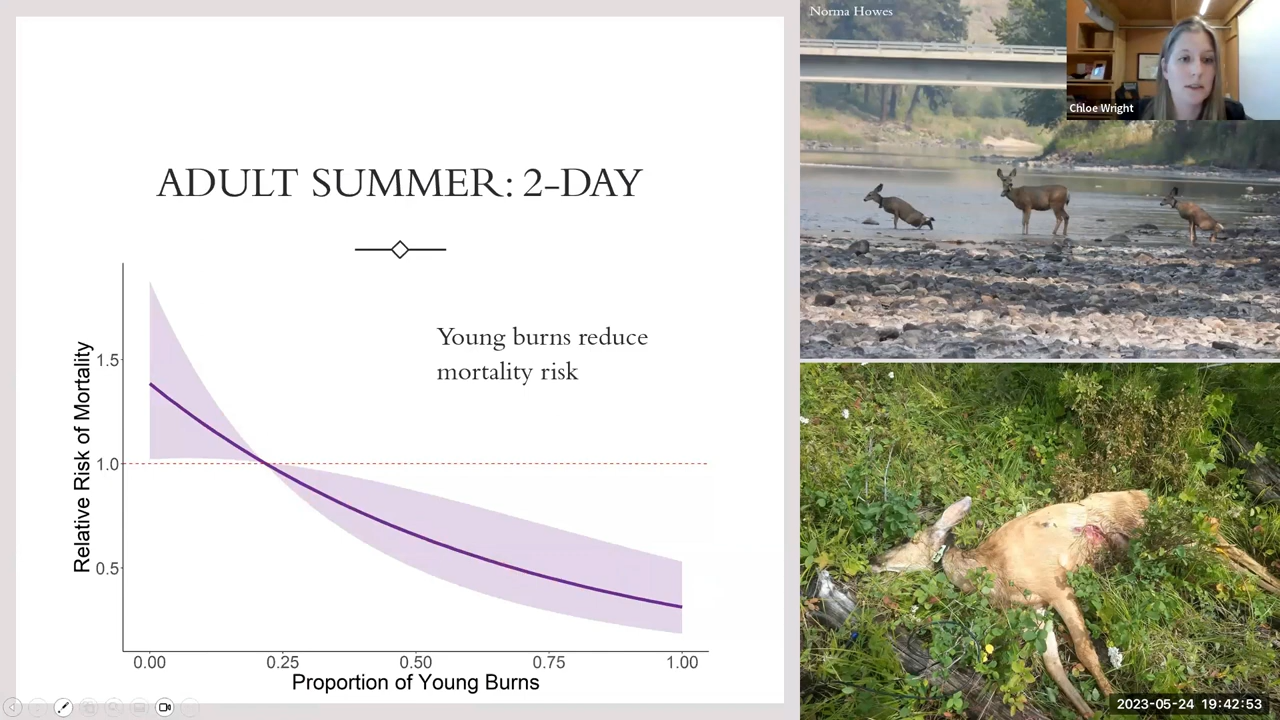 Norma Howes
Chloe Wright
ADULT SUMMER: 2-DAY
Young burns reduce
mortality risk
Relative Risk of Mortality
1.5
1.0
0.5
0.00 0.25 0.50 0.75 1.00
Proportion of Young Burns
2023-05-24 19:42:53